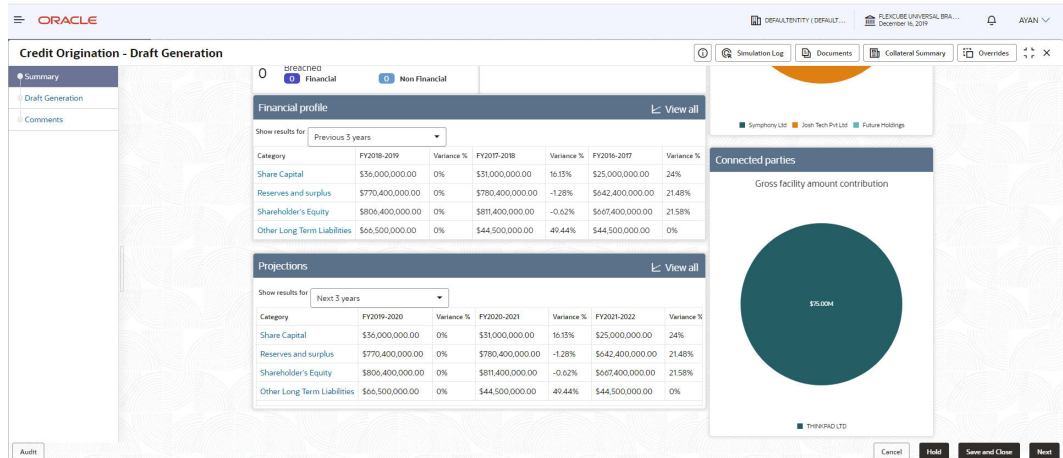 ORACLE
DEFAULTENTITY ( DEFAULT...
FLEXCUBE UNIVERSAL BRA...
December 16, 2019
AYAN
Credit Origination - Draft Generation
Simulation Log
Documents
Collateral Summary
Overrides
Summary
Draft Generation
Comments
0
Breached
0 Financial
0 Non Financial
Financial profile
View all
Show results for
Previous 3 years
Category FY2018-2019 Variance % FY2017-2018 Variance % FY2016-2017 Variance %
Share Capital $36,000,000.00 0% $31,000,000.00 16.13% $25,000,000.00 24%
Reserves and surplus $770,400,000.00 0% $780,400,000.00 -1.28% $642,400,000.00 21.48%
Shareholder's Equity $806,400,000.00 0% $811,400,000.00 -0.62% $667,400,000.00 21.58%
Other Long Term Liabilities $66,500,000.00 0% $44,500,000.00 49.44% $44,500,000.00 0%
Projections
View all
Show results for
Next 3 years
Category FY2019-2020 Variance % FY2020-2021 Variance % FY2021-2022 Variance %
Share Capital $36,000,000.00 0% $31,000,000.00 16.13% $25,000,000.00 24%
Reserves and surplus $770,400,000.00 0% $780,400,000.00 -1.28% $642,400,000.00 21.48%
Shareholder's Equity $806,400,000.00 0% $811,400,000.00 -0.62% $667,400,000.00 21.58%
Other Long Term Liabilities $66,500,000.00 0% $44,500,000.00 49.44% $44,500,000.00 0%
Symphony Ltd Josh Tech Pvt Ltd Future Holdings
Connected parties
Gross facility amount contribution
$75.00M
THINKPAD LTD
Audit
Cancel
Hold
Save and Close
Next